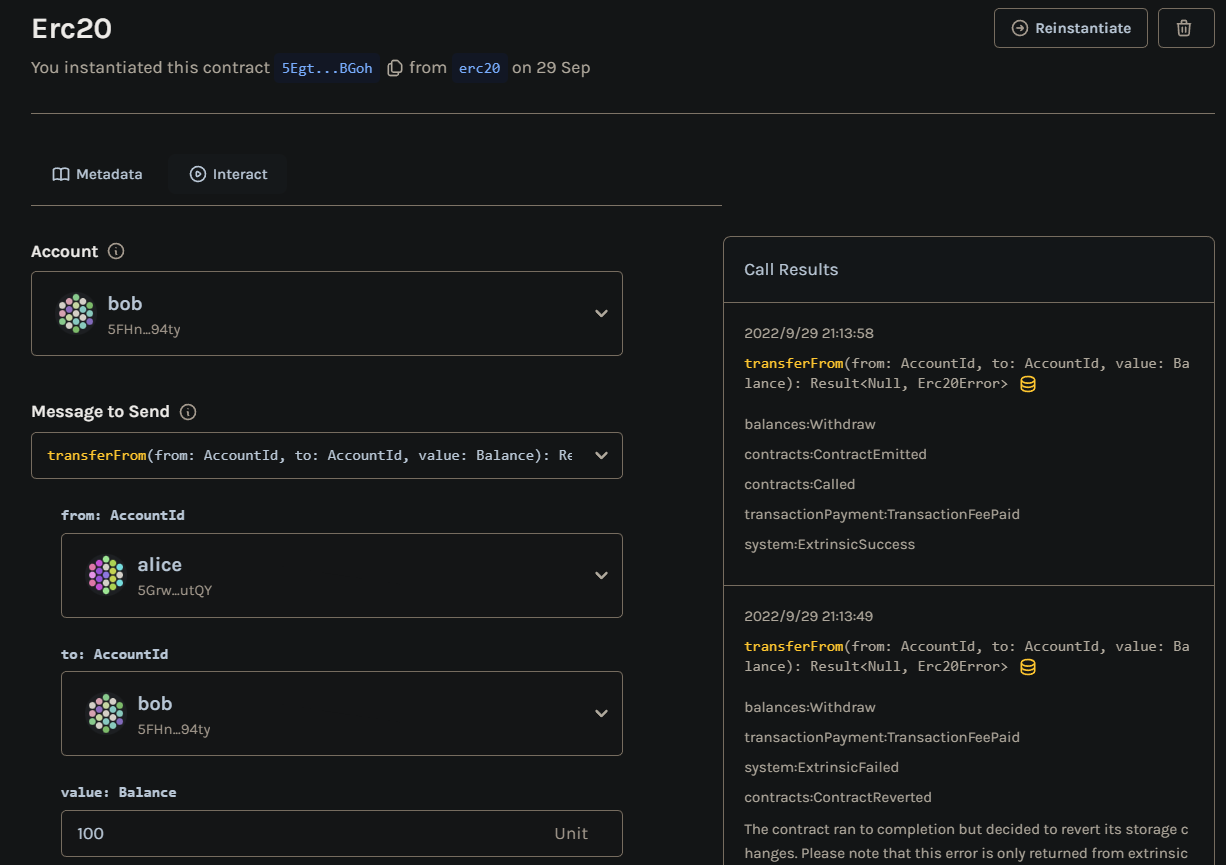 Erc20
Reinstantiate
You instantiated this contract 5Egt...BGoh from erc20 on 29 Sep
Metadata
Interact
Account
bob
5FHn...94ty
Message to Send
transferFrom(from: AccountId, to: AccountId, value: Balance): Re
from: AccountId
alice
5Grw...utQY
to: AccountId
bob
5FHn...94ty
value: Balance
100 Unit
Call Results
2022/9/29 21:13:58
transferFrom(from: AccountId, to: AccountId, value: Ba
lance): Result<Null, Erc20Error>
balances:Withdraw
contracts:ContractEmitted
contracts:Called
transactionPayment:TransactionFeePaid
system:ExtrinsicSuccess
2022/9/29 21:13:49
transferFrom(from: AccountId, to: AccountId, value: Ba
lance): Result<Null, Erc20Error>
balances:Withdraw
transactionPayment:TransactionFeePaid
system:ExtrinsicFailed
contracts:ContractReverted
The contract ran to completion but decided to revert its storage c
hanges. Please note that this error is only returned from extrinsic